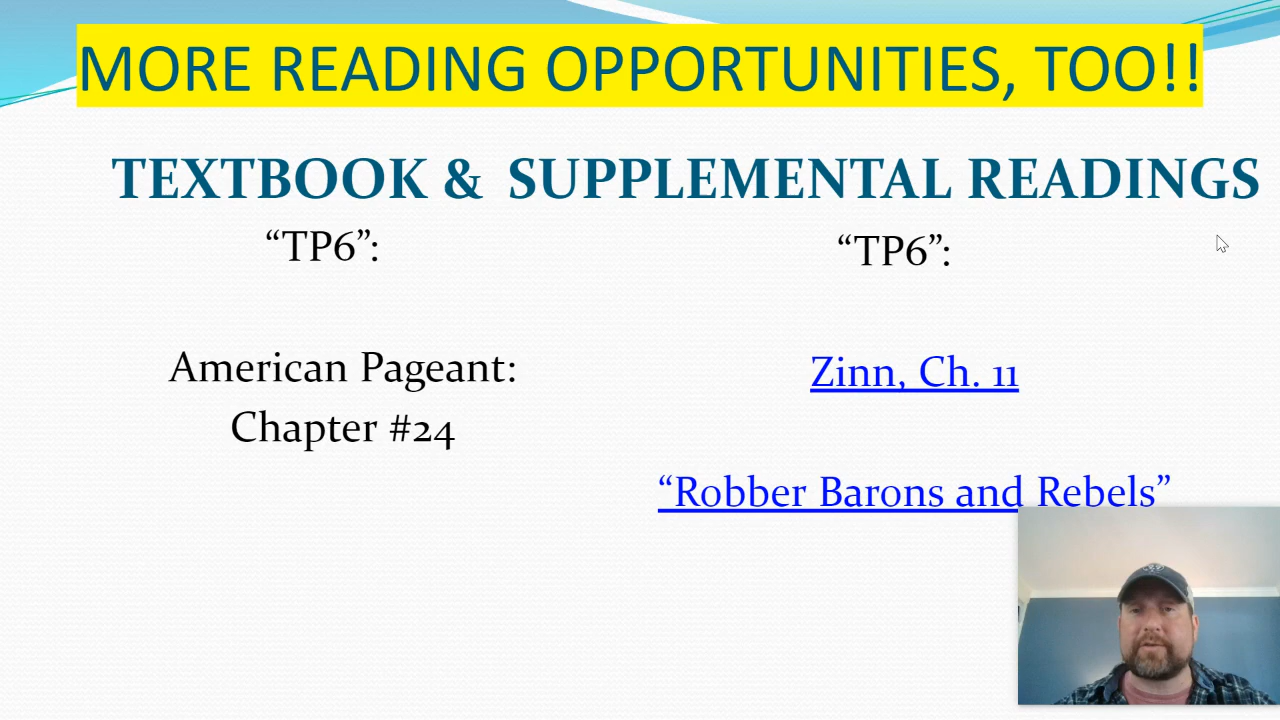 MORE READING OPPORTUNITIES, TOO!!
TEXTBOOK & SUPPLEMENTAL READINGS
“TP6”:
American Pageant:
Chapter #24
“TP6”:
Zinn, Ch. 11
“Robber Barons and Rebels”